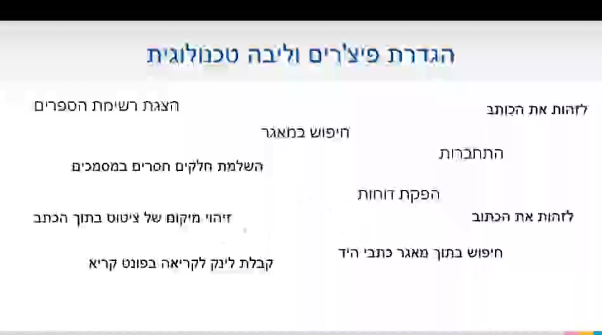 הגדרת פיצ'רים וליבה טכנולוגית
לזהות את הכותב
הצגת רשימת הספרים
חיפוש במאגר
התחברות
השלמת חלקים חסרים במסמכים
הפקת דוחות
לזהות את הכתוב
זיהוי מיקום של ציטוט בתוך הכתב
חיפוש בתוך מאגר כתבי היד
קבלת לינק לקריאה בפונט קריא